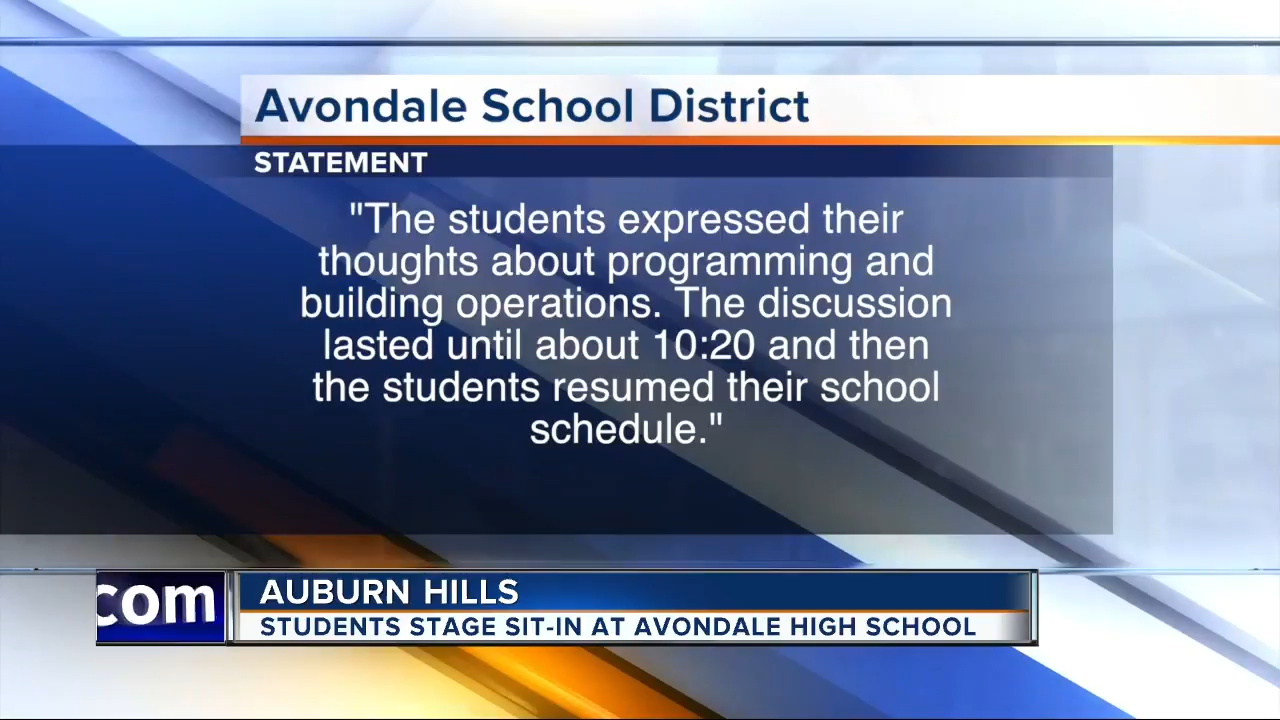 Avondale School District
STATEMENT
"The students expressed their
thoughts about programming and
building operations. The discussion
lasted until about 10:20 and then
the students resumed their school
schedule."
com
AUBURN HILLS
STUDENTS STAGE SIT-IN AT AVONDALE HIGH SCHOOL